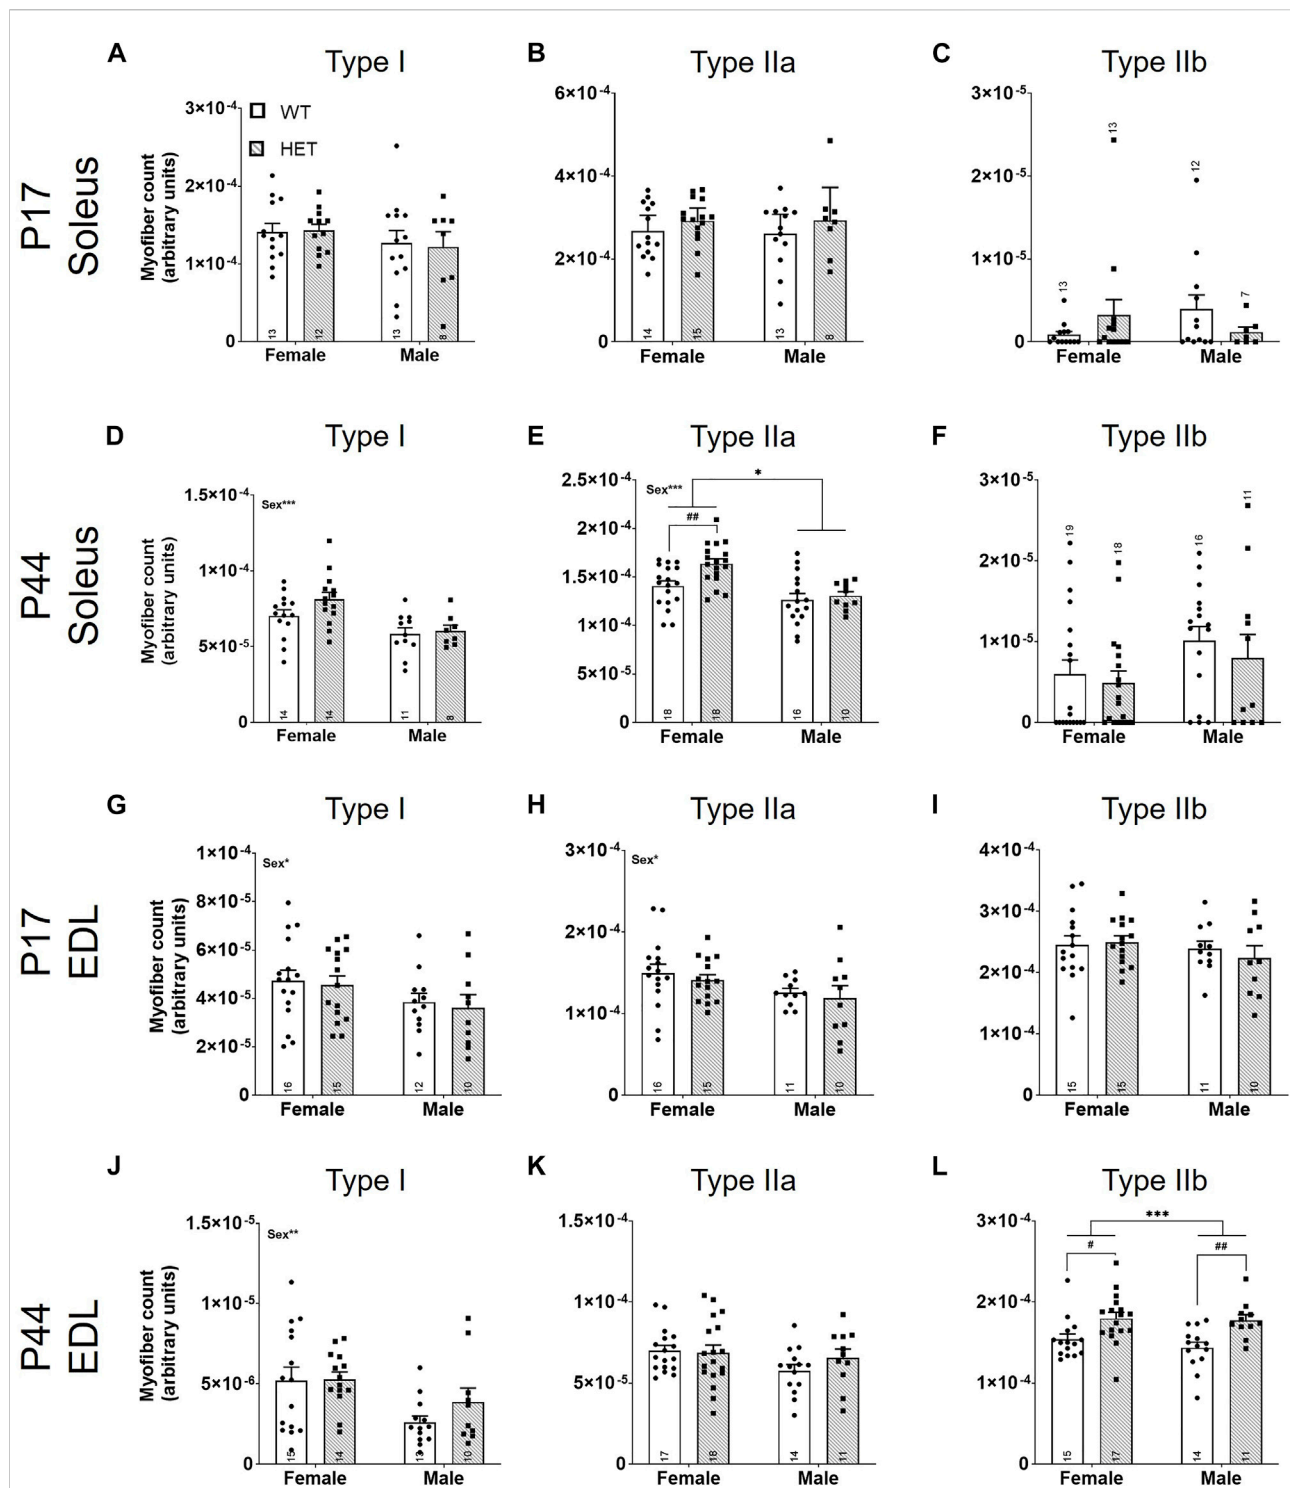 A
Type I
B
Type IIa
C
Type IIb
P17
Soleus
Myofiber count
(arbitrary units)
3×10⁻⁴
2×10⁻⁴
1×10⁻⁴
0
WT
HET
13
12
13
8
Female
Male
6×10⁻⁴
4×10⁻⁴
2×10⁻⁴
0
14
15
13
8
Female
Male
3×10⁻⁵
2×10⁻⁵
1×10⁻⁵
0
13
13
12
7
Female
Male
D
Type I
E
Type IIa
F
Type IIb
P44
Soleus
Myofiber count
(arbitrary units)
1.5×10⁻⁴
1×10⁻⁴
5×10⁻⁵
0
Sex***
14
14
11
8
Female
Male
2.5×10⁻⁴
2×10⁻⁴
1.5×10⁻⁴
1×10⁻⁴
5×10⁻⁵
0
Sex***
*
##
18
18
16
10
Female
Male
3×10⁻⁵
2×10⁻⁵
1×10⁻⁵
0
19
18
16
11
Female
Male
G
Type I
H
Type IIa
I
Type IIb
P17
EDL
Myofiber count
(arbitrary units)
1×10⁻⁴
8×10⁻⁵
6×10⁻⁵
4×10⁻⁵
2×10⁻⁵
0
Sex*
16
15
12
10
Female
Male
3×10⁻⁴
2×10⁻⁴
1×10⁻⁴
0
Sex*
16
15
11
10
Female
Male
4×10⁻⁴
3×10⁻⁴
2×10⁻⁴
1×10⁻⁴
0
15
15
11
10
Female
Male
J
Type I
K
Type IIa
L
Type IIb
P44
EDL
Myofiber count
(arbitrary units)
1.5×10⁻⁵
1×10⁻⁵
5×10⁻⁶
0
Sex**
15
14
13
10
Female
Male
1.5×10⁻⁴
1×10⁻⁴
5×10⁻⁵
0
17
18
14
11
Female
Male
3×10⁻⁴
2×10⁻⁴
1×10⁻⁴
0
***
#
##
15
17
14
11
Female
Male